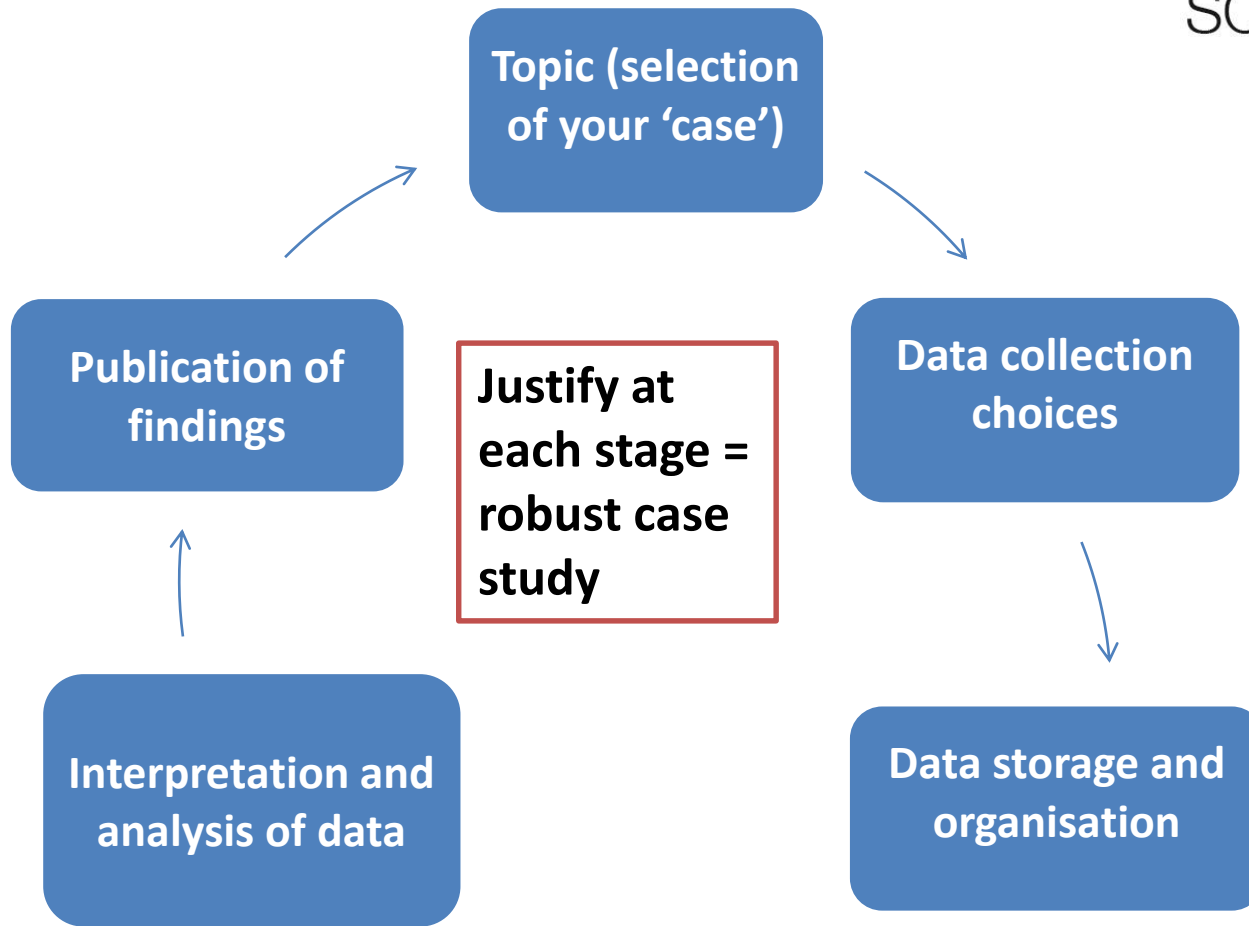 SC
Topic (selection
of your ‘case’)
Publication of
findings
Justify at
each stage =
robust case
study
Data collection
choices
Interpretation and
analysis of data
Data storage and
organisation